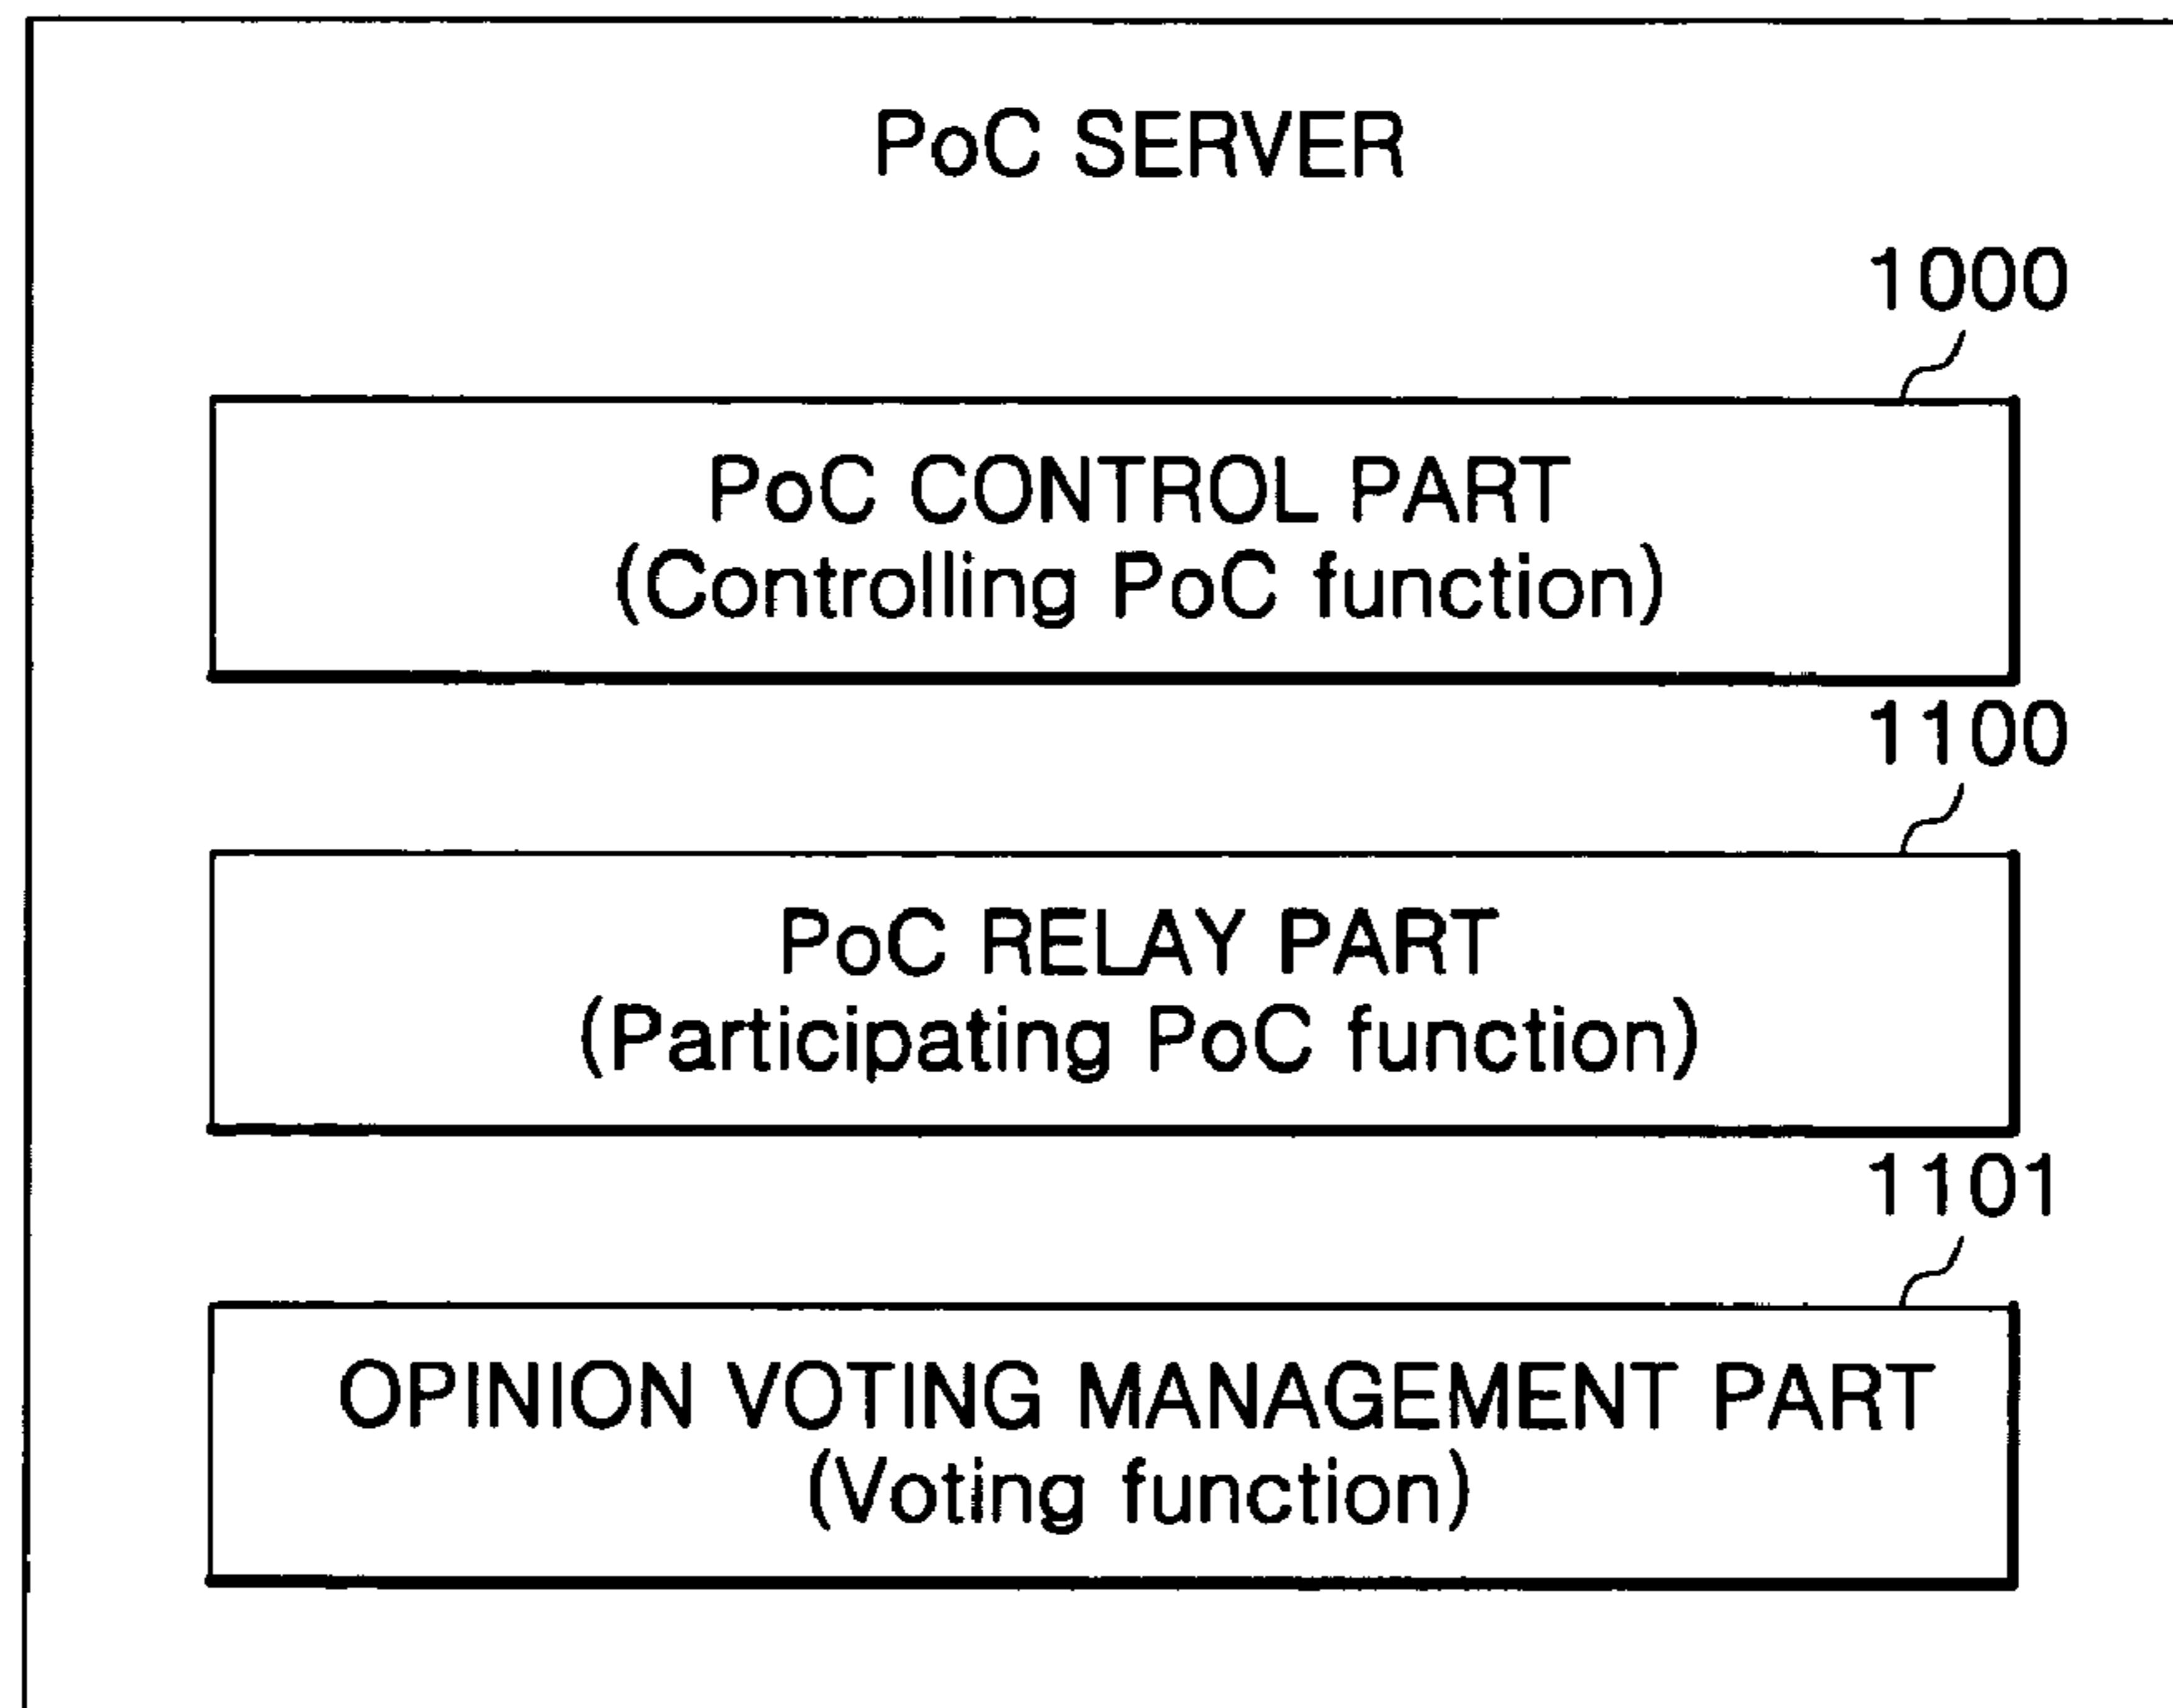 PoC SERVER
1000
PoC CONTROL PART
(Controlling PoC function)
1100
PoC RELAY PART
(Participating PoC function)
1101
OPINION VOTING MANAGEMENT PART
(Voting function)